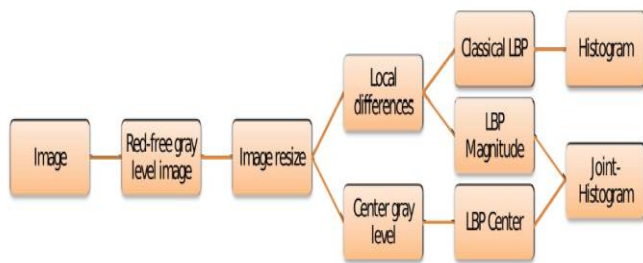 Image
Red-free gray
level image
Image resize
Local
differences
Center gray
level
Classical LBP
LBP
Magnitude
LBP Center
Histogram
Joint-
Histogram